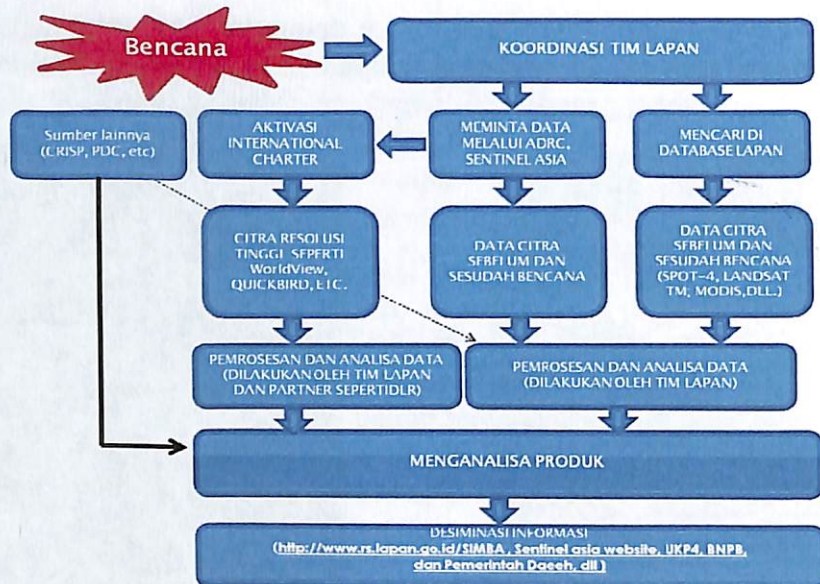 Bencana
KOORDINASI TIM LAPAN
Sumber lainnya
(CRISP, PDC, etc)
AKTIVASI
INTERNATIONAL
CHARTER
MEMINTA DATA
MELALUI ADRC,
SENTINEL ASIA
MENCARI DI
DATABASE LAPAN
CITRA RESOLUSI
TINGGI SEPERTI
WorldView,
QUICKBIRD, ETC.
DATA CITRA
SEBELUM DAN
SESUDAH BENCANA
DATA CITRA
SEBELUM DAN
SESUDAH BENCANA
(SPOT-4, LANDSAT
TM, MODIS,DLL.)
PEMROSESAN DAN ANALISA DATA
(DILAKUKAN OLEH TIM LAPAN
DAN PARTNER SEPERTIDLR)
PEMROSESAN DAN ANALISA DATA
(DILAKUKAN OLEH TIM LAPAN)
MENGANALISA PRODUK
DESIMINASI INFORMASI
(http://www.rs.lapan.go.id/SIMBA , Sentinel asia website, UKP4, BNPB,
dan Pemerintah Daeeh, dll )